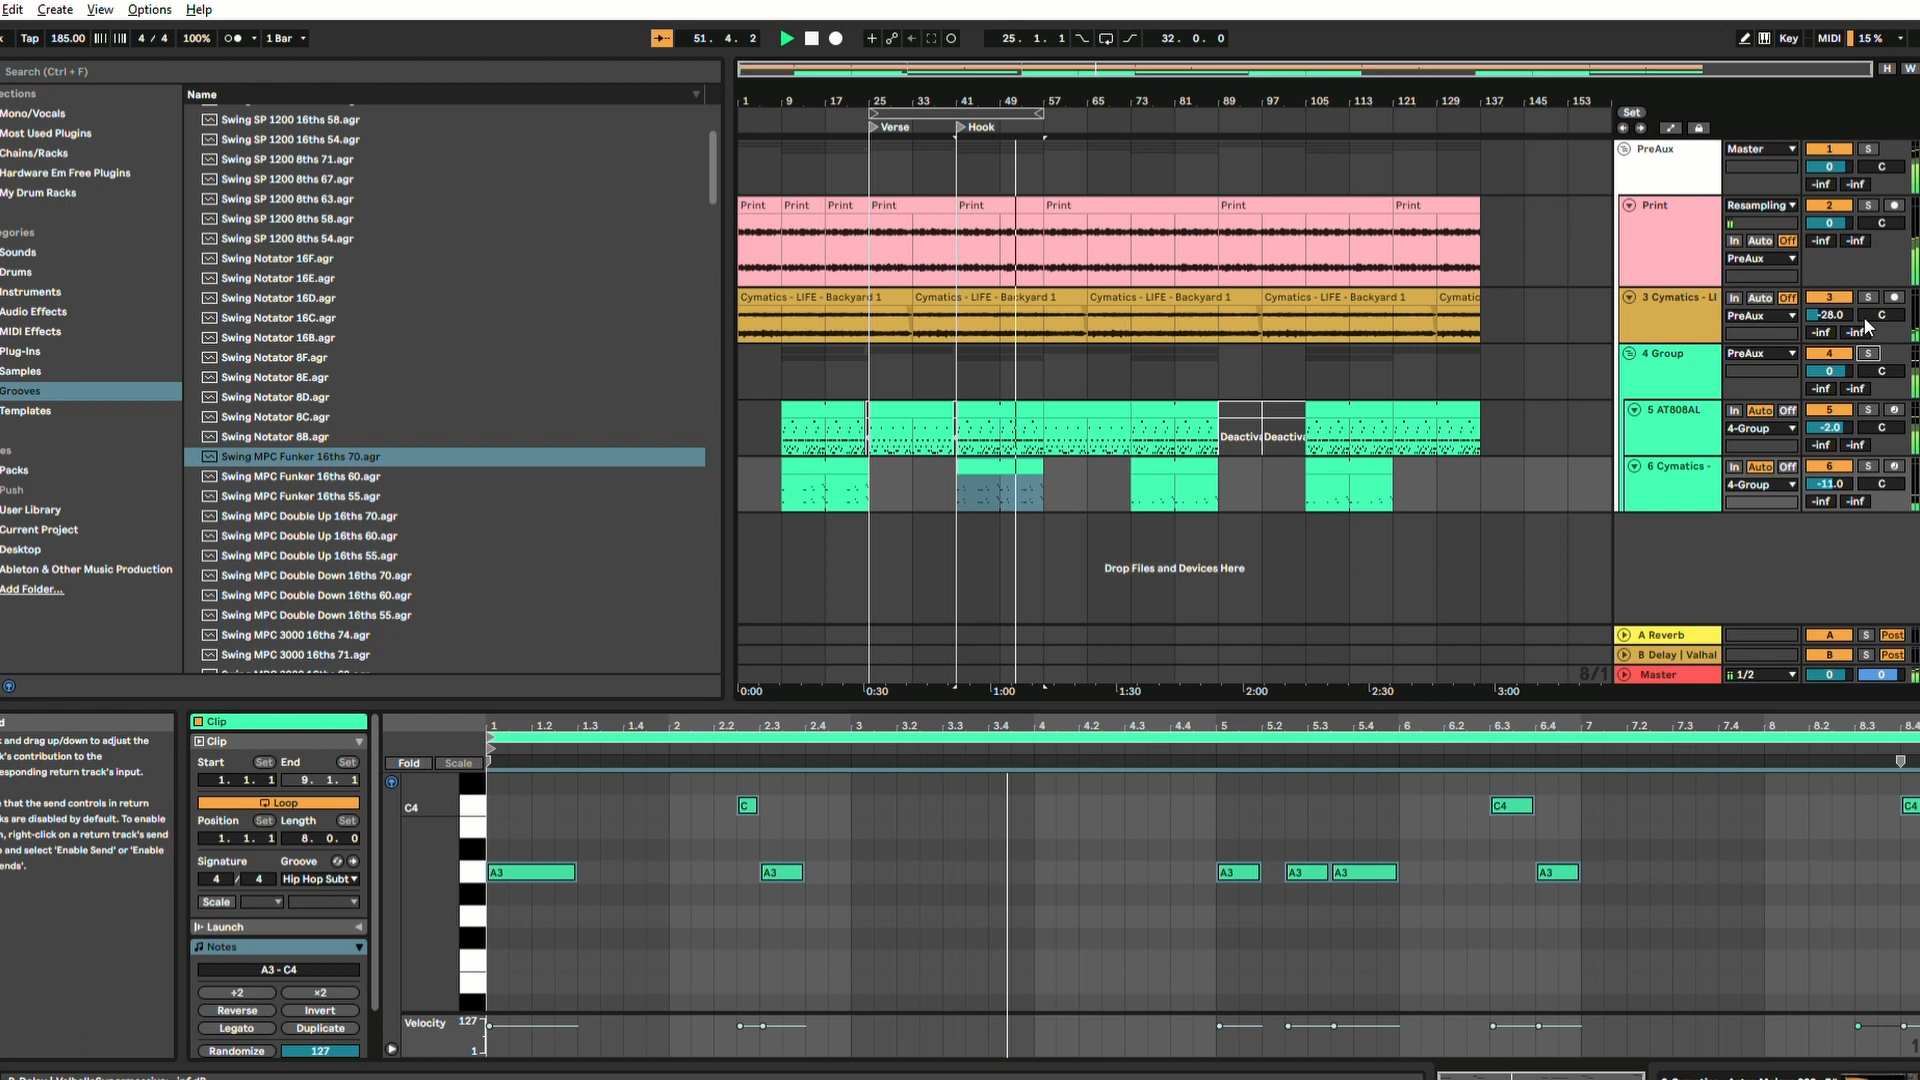 Edit Create View Options Help
Tap 185.00 4 / 4 100% 1 Bar 51. 4. 2 25. 1. 1 32. 0. 0 Key MIDI 15 %
Search (Ctrl + F)
ections
Mono/Vocals
Most Used Plugins
Chains/Racks
Hardware Em Free Plugins
My Drum Racks
egories
Sounds
Drums
Instruments
Audio Effects
MIDI Effects
Plug-Ins
Samples
Grooves
Templates
es
Packs
Push
User Library
Current Project
Desktop
Ableton & Other Music Production
Add Folder...
Name
Swing SP 1200 16ths 58.agr
Swing SP 1200 16ths 54.agr
Swing SP 1200 8ths 71.agr
Swing SP 1200 8ths 67.agr
Swing SP 1200 8ths 63.agr
Swing SP 1200 8ths 58.agr
Swing SP 1200 8ths 54.agr
Swing Notator 16F.agr
Swing Notator 16E.agr
Swing Notator 16D.agr
Swing Notator 16C.agr
Swing Notator 16B.agr
Swing Notator 8F.agr
Swing Notator 8E.agr
Swing Notator 8D.agr
Swing Notator 8C.agr
Swing Notator 8B.agr
Swing MPC Funker 16ths 70.agr
Swing MPC Funker 16ths 60.agr
Swing MPC Funker 16ths 55.agr
Swing MPC Double Up 16ths 70.agr
Swing MPC Double Up 16ths 60.agr
Swing MPC Double Up 16ths 55.agr
Swing MPC Double Down 16ths 70.agr
Swing MPC Double Down 16ths 60.agr
Swing MPC Double Down 16ths 55.agr
Swing MPC 3000 16ths 74.agr
Swing MPC 3000 16ths 71.agr
H W
1 9 17 25 33 41 49 57 65 73 81 89 97 105 113 121 129 137 145 153
Set
Verse Hook
PreAux Master 1 S
0 C
-inf -inf
Print Print Print Print Print Print Print Print
Print Resampling 2 S
0 C
In Auto Off -inf -inf
PreAux
Cymatics - LIFE - Backyard 1 Cymatics - LIFE - Backyard 1 Cymatics - LIFE - Backyard 1 Cymatics - LIFE - Backyard 1 Cymatic
3 Cymatics - LI In Auto Off 3 S
PreAux -28.0 C
-inf -inf
4 Group PreAux 4 S
0 C
-inf -inf
Deactiva Deactiva
5 AT808AL In Auto Off 5 S
4-Group -2.0 C
-inf -inf
6 Cymatics - In Auto Off 6 S
4-Group -11.0 C
-inf -inf
Drop Files and Devices Here
A Reverb A S Post
B Delay | Valhal B S Post
8/1 Master 1/2 0 0
0:00 0:30 1:00 1:30 2:00 2:30 3:00
d
k and drag up/down to adjust the
k's contribution to the
esponding return track's input.
e that the send controls in return
ks are disabled by default. To enable
n, right-click on a return track's send
o and select 'Enable Send' or 'Enable
ends'.
Clip
Clip
Start Set End Set
1. 1. 1 9. 1. 1
Loop
Position Set Length Set
1. 1. 1 8. 0. 0
Signature Groove
4 / 4 Hip Hop Subt
Scale
Launch
Notes
A3 - C4
+2 ×2
Reverse Invert
Legato Duplicate
Randomize 127
1 1.2 1.3 1.4 2 2.2 2.3 2.4 3 3.2 3.3 3.4 4 4.2 4.3 4.4 5 5.2 5.3 5.4 6 6.2 6.3 6.4 7 7.2 7.3 7.4 8 8.2 8.3 8.4
Fold Scale
C4 C C4 C4
A3 A3 A3 A3 A3 A3
Velocity 127
1